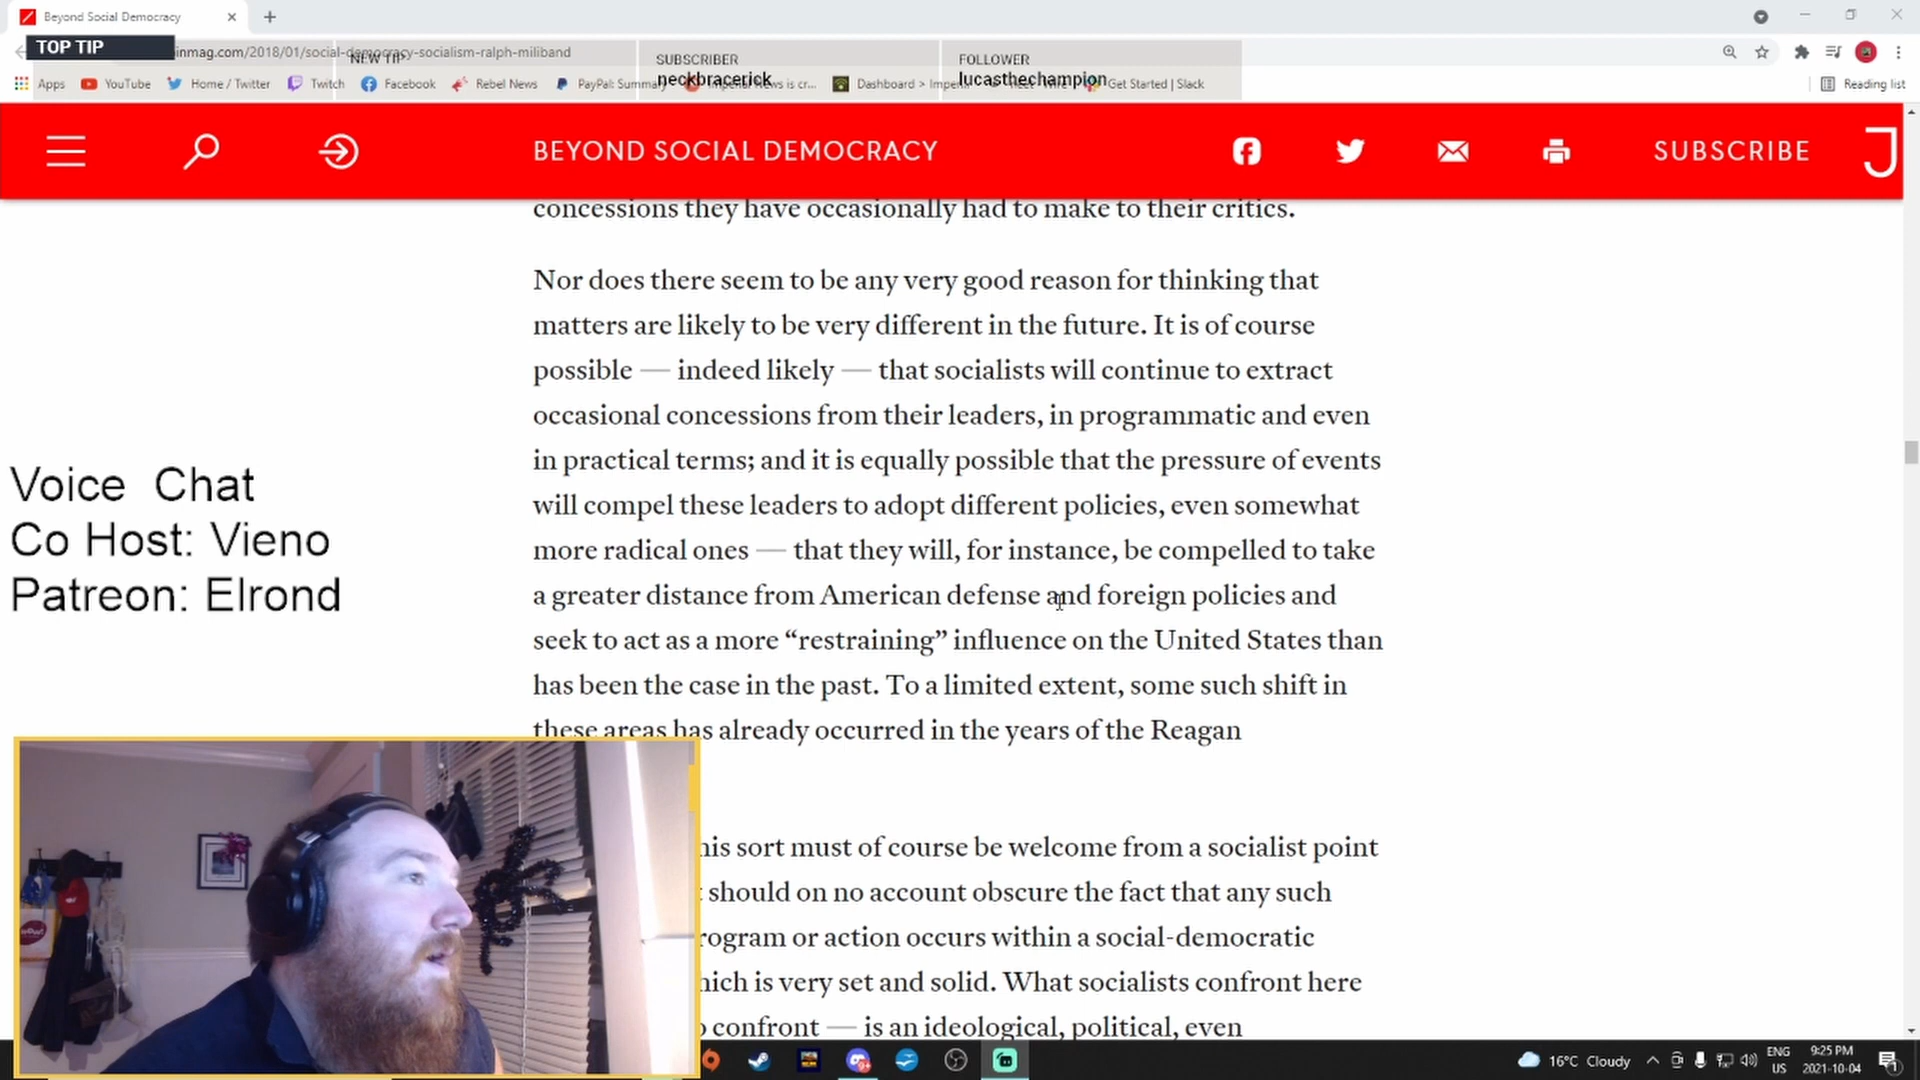 Beyond Social Democracy
TOP TIP
inmag.com/2018/01/social-democracy-socialism-ralph-miliband
NEW TIP
SUBSCRIBER
neckbracerick
FOLLOWER
lucasthechampion
Apps YouTube Home / Twitter Twitch Facebook Rebel News PayPal: Summary Imperial News is cr... Dashboard > Imper... Get Started | Slack Reading list
BEYOND SOCIAL DEMOCRACY SUBSCRIBE J
concessions they have occasionally had to make to their critics.
Nor does there seem to be any very good reason for thinking that
matters are likely to be very different in the future. It is of course
possible — indeed likely — that socialists will continue to extract
occasional concessions from their leaders, in programmatic and even
in practical terms; and it is equally possible that the pressure of events
will compel these leaders to adopt different policies, even somewhat
more radical ones — that they will, for instance, be compelled to take
a greater distance from American defense and foreign policies and
seek to act as a more “restraining” influence on the United States than
has been the case in the past. To a limited extent, some such shift in
these areas has already occurred in the years of the Reagan
Voice Chat
Co Host: Vieno
Patreon: Elrond
his sort must of course be welcome from a socialist point
should on no account obscure the fact that any such
rogram or action occurs within a social-democratic
hich is very set and solid. What socialists confront here
o confront — is an ideological, political, even
16°C Cloudy
ENG
US
9:25 PM
2021-10-04